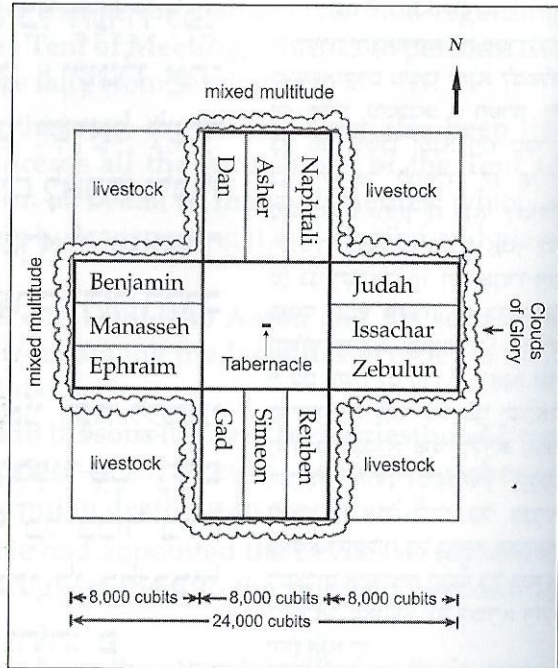 N
mixed multitude
livestock
Dan
Asher
Naphtali
livestock
mixed multitude
Benjamin
Manasseh
Ephraim
Tabernacle
Judah
Issachar
Zebulun
Clouds
of Glory
livestock
Gad
Simeon
Reuben
livestock
8,000 cubits
8,000 cubits
8,000 cubits
24,000 cubits